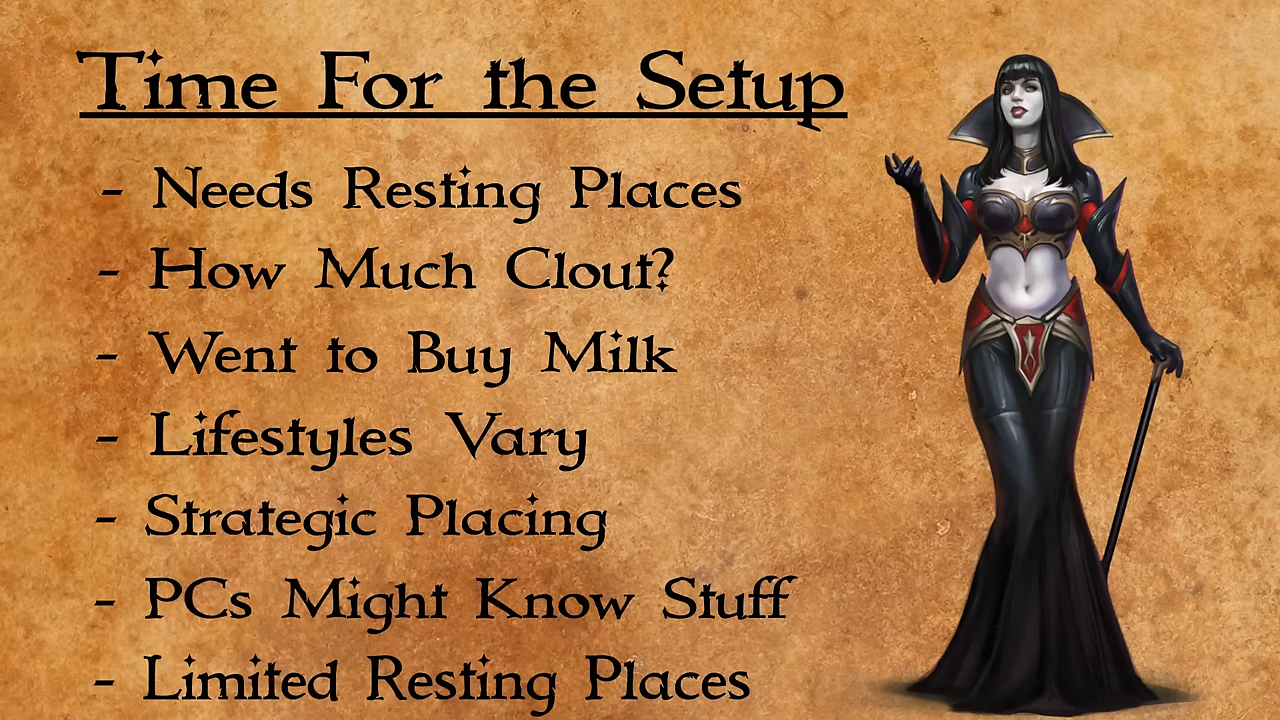 Time For the Setup
- Needs Resting Places
- How Much Clout?
- Went to Buy Milk
- Lifestyles Vary
- Strategic Placing
- PCs Might Know Stuff
- Limited Resting Places